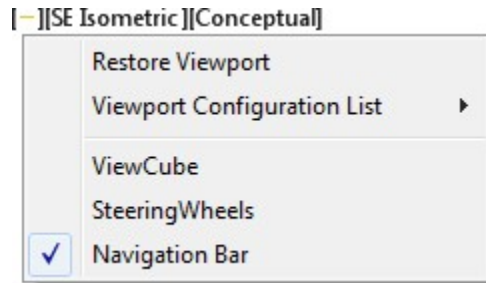 [−][SE Isometric][Conceptual]
Restore Viewport
Viewport Configuration List
ViewCube
SteeringWheels
Navigation Bar